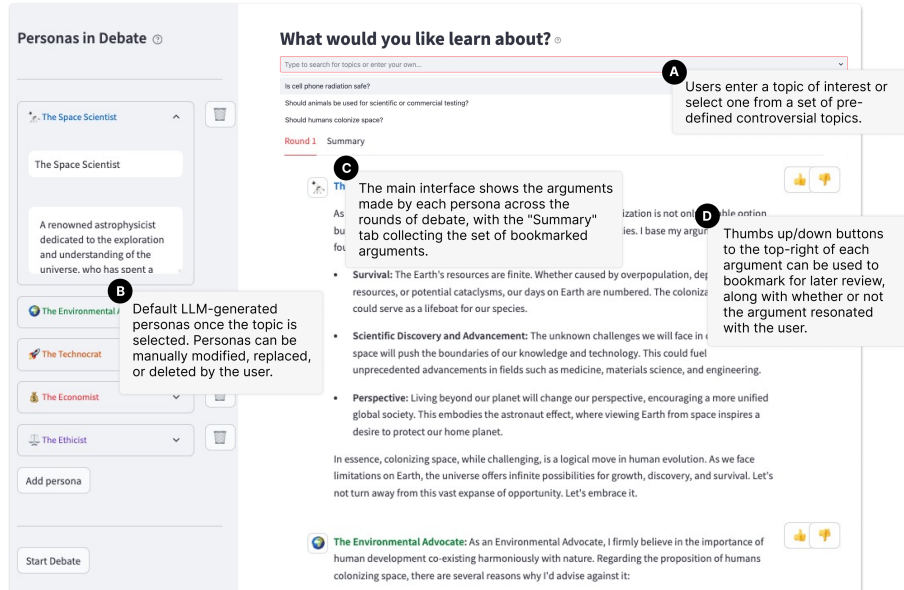 Personas in Debate
The Space Scientist
The Space Scientist
A renowned astrophysicist
dedicated to the exploration
and understanding of the
universe, who has spent a
The Environmental A
The Technocrat
The Economist
The Ethicist
Add persona
Start Debate
B
Default LLM-generated
personas once the topic is
selected. Personas can be
manually modified, replaced,
or deleted by the user.
What would you like learn about?
Type to search for topics or enter your own...
Is cell phone radiation safe?
Should animals be used for scientific or commercial testing?
Should humans colonize space?
A
Users enter a topic of interest or
select one from a set of pre-
defined controversial topics.
Round 1 Summary
C
The main interface shows the arguments
made by each persona across the
rounds of debate, with the "Summary"
tab collecting the set of bookmarked
arguments.
D
Thumbs up/down buttons
to the top-right of each
argument can be used to
bookmark for later review,
along with whether or not
the argument resonated
with the user.
Th
As ization is not only option
bu ies. I base my argu
fou
• Survival: The Earth's resources are finite. Whether caused by overpopulation, dep
resources, or potential cataclysms, our days on Earth are numbered. The coloniza
could serve as a lifeboat for our species.
• Scientific Discovery and Advancement: The unknown challenges we will face in
space will push the boundaries of our knowledge and technology. This could fuel
unprecedented advancements in fields such as medicine, materials science, and engineering.
• Perspective: Living beyond our planet will change our perspective, encouraging a more unified
global society. This embodies the astronaut effect, where viewing Earth from space inspires a
desire to protect our home planet.
In essence, colonizing space, while challenging, is a logical move in human evolution. As we face
limitations on Earth, the universe offers infinite possibilities for growth, discovery, and survival. Let's
not turn away from this vast expanse of opportunity. Let's embrace it.
The Environmental Advocate: As an Environmental Advocate, I firmly believe in the importance of
human development co-existing harmoniously with nature. Regarding the proposition of humans
colonizing space, there are several reasons why I'd advise against it: